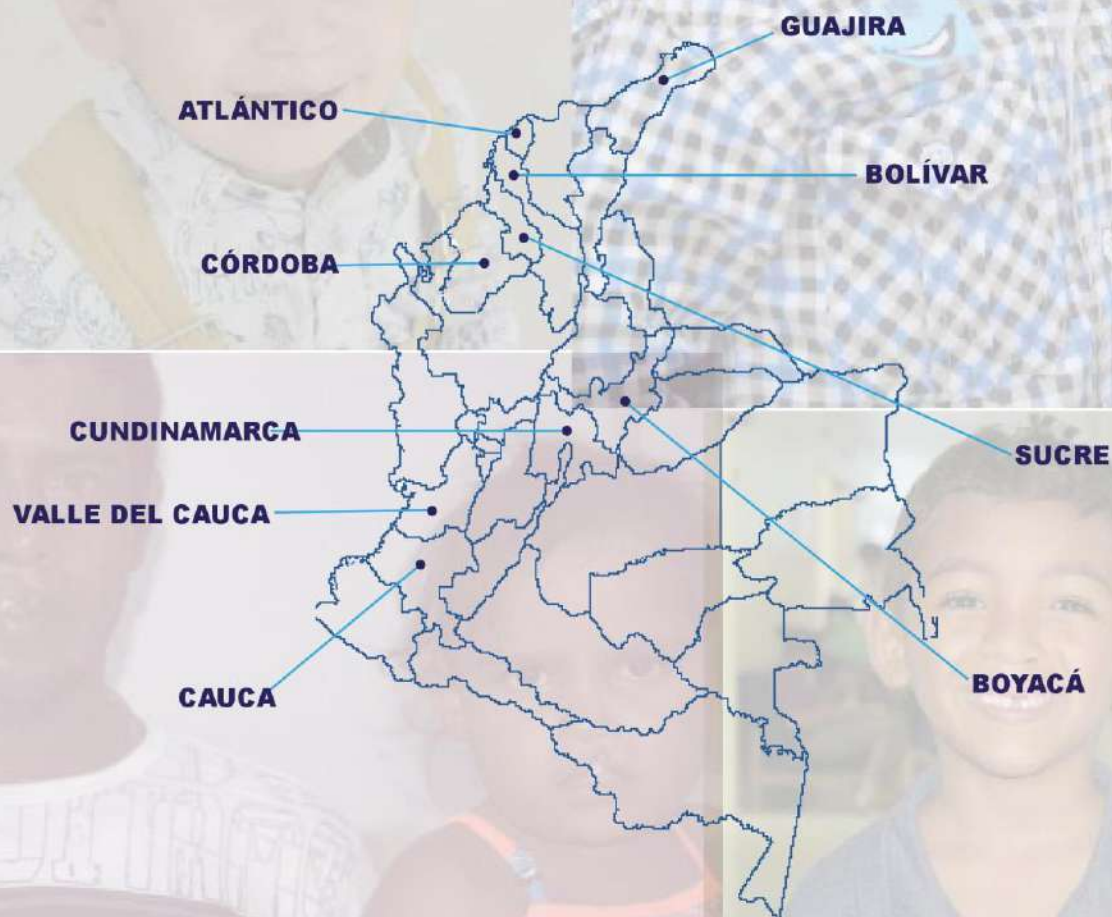 GUAJIRA
ATLÁNTICO
BOLÍVAR
CÓRDOBA
CUNDINAMARCA
SUCRE
VALLE DEL CAUCA
CAUCA
BOYACÁ